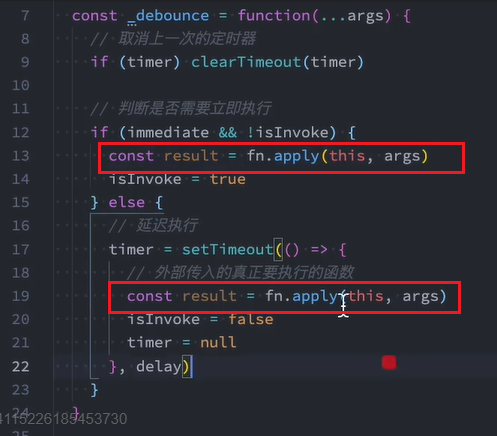 7 const _debounce = function(...args) {
8 // 取消上一次的定时器
9 if (timer) clearTimeout(timer)
10
11 // 判断是否需要立即执行
12 if (immediate && !isInvoke) {
13 const result = fn.apply(this, args)
14 isInvoke = true
15 } else {
16 // 延迟执行
17 timer = setTimeout(() => {
18 // 外部传入的真正要执行的函数
19 const result = fn.apply(this, args)
20 isInvoke = false
21 timer = null
22 }, delay)
23 }
24 }
4115226185453730
25